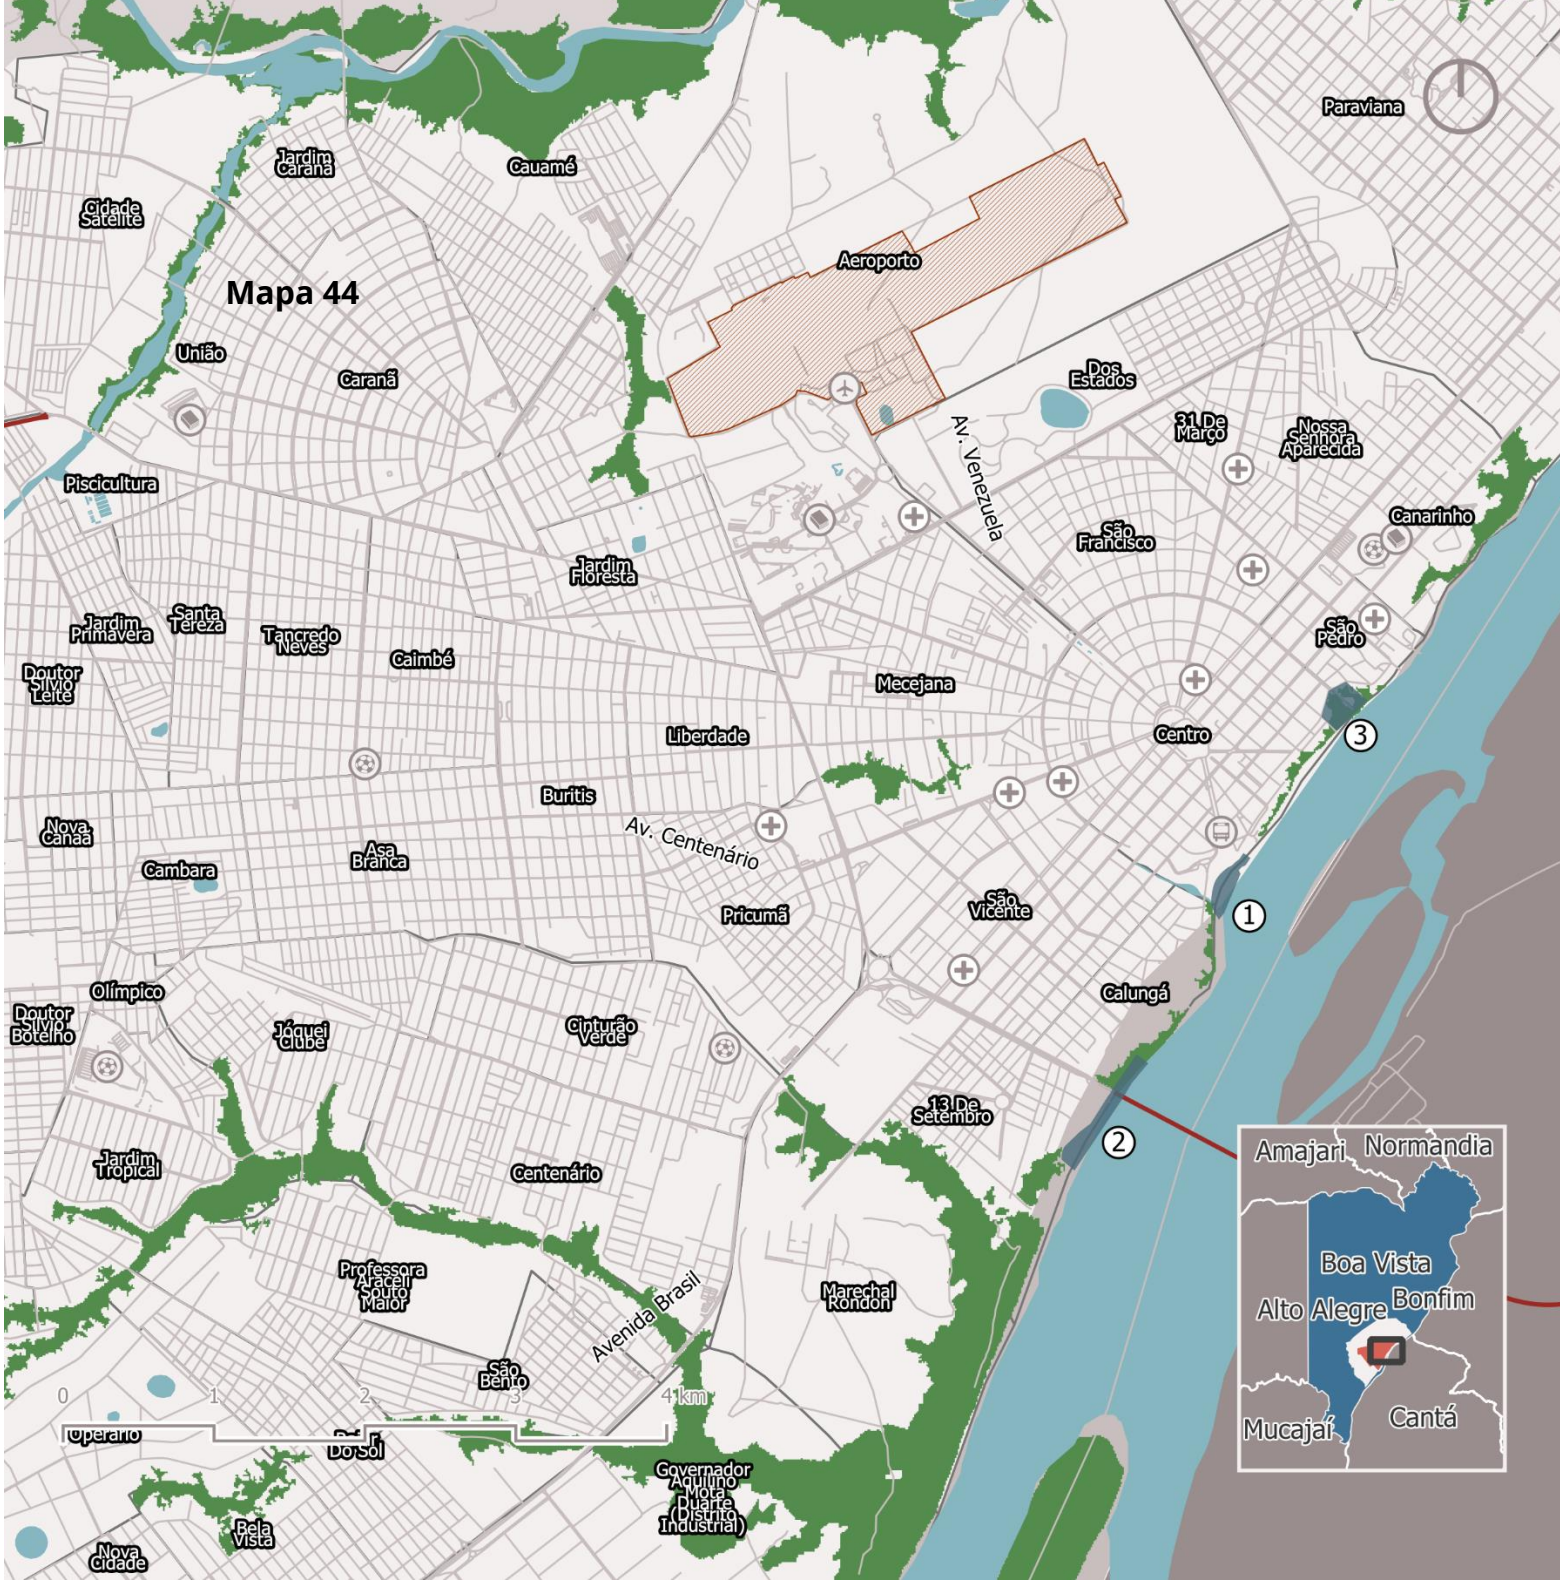 Paraviana
Jardim
Caranã
Cauamé
Cidade
Satélite
Aeroporto
Mapa 44
União
Caranã
Dos
Estados
31 De
Março
Nossa
Senhora
Aparecida
Av. Venezuela
Piscicultura
Canarinho
São
Francisco
Jardim
Floresta
Jardim
Primavera
Santa
Tereza
Tancredo
Neves
São
Pedro
Caimbé
Doutor
Silvio
Leite
Mecejana
Liberdade
Centro
3
Buritis
Nova
Canaã
Av. Centenário
Asa
Branca
Cambara
São
Vicente
Pricumã
1
Olímpico
Calungá
Doutor
Silvio
Botelho
Jóquei
Clube
Cinturão
Verde
13 De
Setembro
2
Jardim
Tropical
Centenário
Amajari
Normandia
Boa Vista
Alto Alegre
Bonfim
Mucajaí
Cantá
Professora
Araceli
Souto
Maior
Marechal
Rondon
Avenida Brasil
São
Bento
0 1 2 3 4 km
Operário
Do Sol
Governador
Aquilino
Mota
Duarte
(Distrito
Industrial)
Bela
Vista
Nova
Cidade